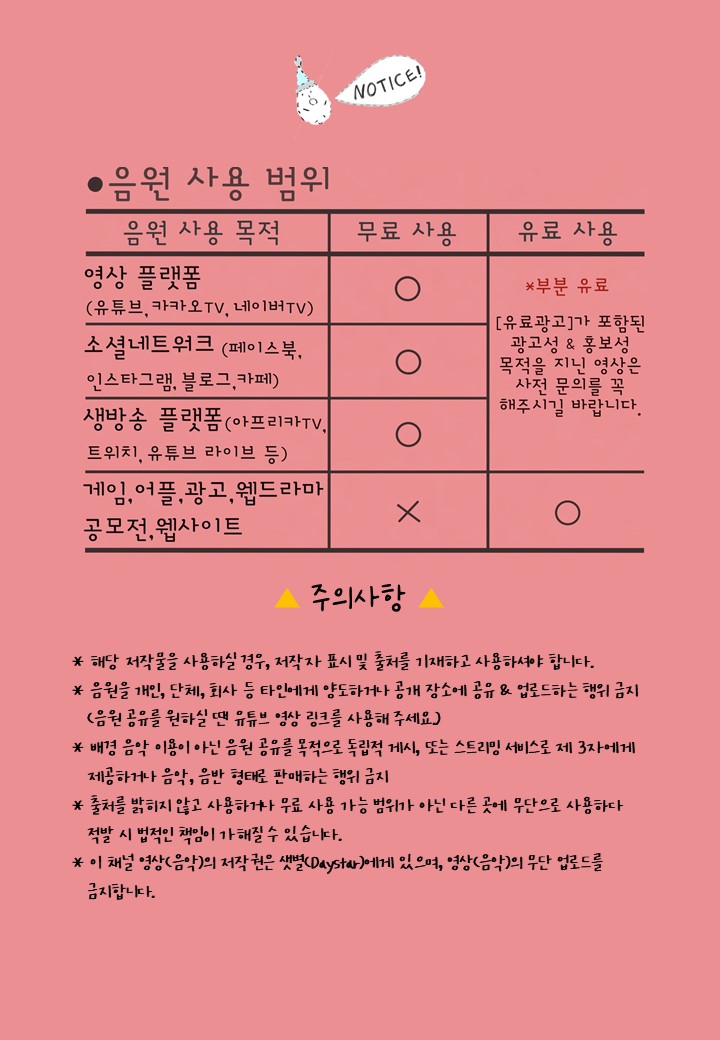 NOTICE!
●음원 사용 범위
음원 사용 목적
무료 사용
유료 사용
영상 플랫폼
(유튜브,카카오TV, 네이버TV)
○
*부분 유료
[유료광고]가 포함된
광고성 & 홍보성
목적을 지닌 영상은
사전 문의를 꼭
해주시길 바랍니다.
소셜네트워크 (페이스북,
인스타그램, 블로그,카페)
○
생방송 플랫폼(아프리카TV,
트위치, 유튜브 라이브 등)
○
게임,어플,광고,웹드라마
공모전,웹사이트
×
○
▲ 주의사항 ▲
* 해당 저작물을 사용하실 경우, 저작자 표시 및 출처를 기재하고 사용하셔야 합니다.
* 음원을 개인, 단체, 회사 등 타인에게 양도하거나 공개 장소에 공유 & 업로드하는 행위 금지
(음원 공유를 원하실 땐 유튜브 영상 링크를 사용해 주세요.)
* 배경 음악 이용이 아닌 음원 공유를 목적으로 독립적 게시, 또는 스트리밍 서비스로 제 3자에게
제공하거나 음악, 음반 형태로 판매하는 행위 금지
* 출처를 밝히지 않고 사용하거나 무료 사용 가능 범위가 아닌 다른 곳에 무단으로 사용하다
적발 시 법적인 책임이 가해질 수 있습니다.
* 이 채널 영상(음악)의 저작권은 샛별(Daystar)에게 있으며, 영상(음악)의 무단 업로드를
금지합니다.